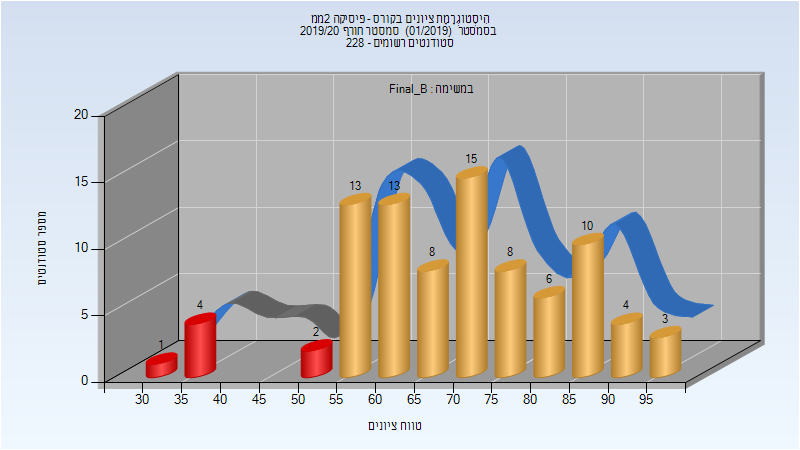 היסטוגרמת ציונים בקורס - פיסיקה 2ממ
בסמסטר (01/2019) סמסטר חורף 2019/20
סטודנטים רשומים - 228
במשימה : Final_B
מספר סטודנטים
20
15
10
5
0
1
4
2
13
13
8
15
8
6
10
4
3
30 35 40 45 50 55 60 65 70 75 80 85 90 95
טווח ציונים